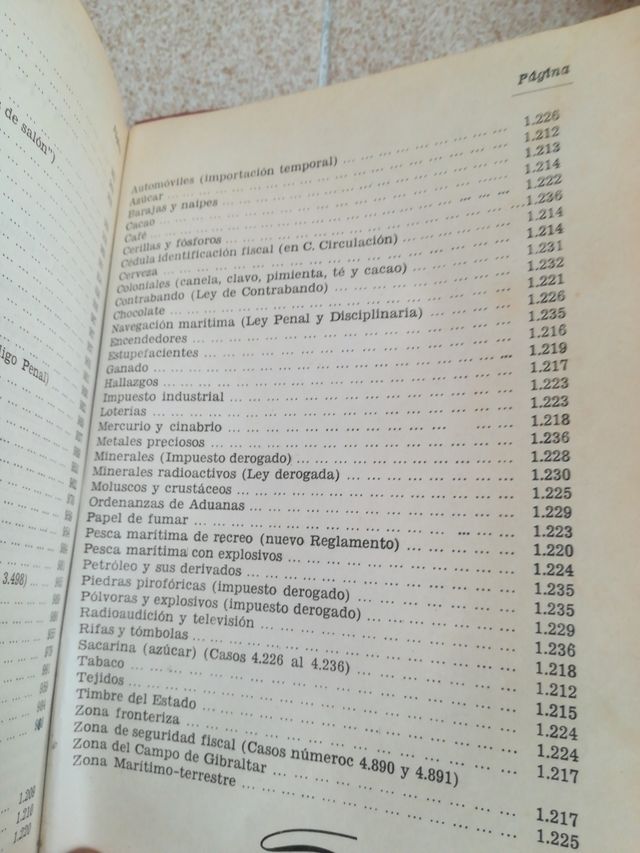 de salón")
digo Penal)
3.498)
1.209
1.216
1.220
Página
Automóviles (importación temporal) ... ... ... ... ... ... ... 1.226
Azúcar ... ... ... ... ... ... ... ... ... ... ... ... 1.212
Barajas y naipes ... ... ... ... ... ... ... ... ... ... 1.213
Cacao ... ... ... ... ... ... ... ... ... ... ... ... 1.214
Café ... ... ... ... ... ... ... ... ... ... ... ... 1.222
Cerillas y fósforos ... ... ... ... ... ... ... ... ... ... 1.236
Cédula identificación fiscal (en C. Circulación) ... ... ... ... 1.214
Cerveza ... ... ... ... ... ... ... ... ... ... ... ... 1.214
Coloniales (canela, clavo, pimienta, té y cacao) ... ... ... ... 1.231
Contrabando (Ley de Contrabando) ... ... ... ... ... ... ... 1.232
Chocolate ... ... ... ... ... ... ... ... ... ... ... 1.221
Navegación marítima (Ley Penal y Disciplinaria) ... ... ... ... 1.226
Encendedores ... ... ... ... ... ... ... ... ... ... ... 1.235
Estupefacientes ... ... ... ... ... ... ... ... ... ... 1.216
Ganado ... ... ... ... ... ... ... ... ... ... ... ... 1.219
Hallazgos ... ... ... ... ... ... ... ... ... ... ... 1.217
Impuesto industrial ... ... ... ... ... ... ... ... ... 1.223
Loterías ... ... ... ... ... ... ... ... ... ... ... 1.223
Mercurio y cinabrio ... ... ... ... ... ... ... ... ... 1.218
Metales preciosos ... ... ... ... ... ... ... ... ... ... 1.236
Minerales (Impuesto derogado) ... ... ... ... ... ... ... 1.228
Minerales radioactivos (Ley derogada) ... ... ... ... ... ... 1.230
Moluscos y crustáceos ... ... ... ... ... ... ... ... ... 1.225
Ordenanzas de Aduanas ... ... ... ... ... ... ... ... ... 1.229
Papel de fumar ... ... ... ... ... ... ... ... ... ... 1.223
Pesca marítima de recreo (nuevo Reglamento) ... ... ... ... 1.220
Pesca marítima con explosivos ... ... ... ... ... ... ... 1.224
Petróleo y sus derivados ... ... ... ... ... ... ... ... 1.235
Piedras pirofóricas (impuesto derogado) ... ... ... ... ... 1.235
Pólvoras y explosivos (impuesto derogado) ... ... ... ... ... 1.229
Radioaudición y televisión ... ... ... ... ... ... ... ... 1.236
Rifas y tómbolas ... ... ... ... ... ... ... ... ... ... 1.218
Sacarina (azúcar) (Casos 4.226 al 4.236) ... ... ... ... ... 1.212
Tabaco ... ... ... ... ... ... ... ... ... ... ... ... 1.215
Tejidos ... ... ... ... ... ... ... ... ... ... ... ... 1.224
Timbre del Estado ... ... ... ... ... ... ... ... ... ... 1.224
Zona fronteriza ... ... ... ... ... ... ... ... ... ... 1.217
Zona de seguridad fiscal (Casos númeroc 4.890 y 4.891)
Zona del Campo de Gibraltar ... ... ... ... ... ... ... ... 1.217
Zona Marítimo-terrestre ... ... ... ... ... ... ... ... ... 1.225